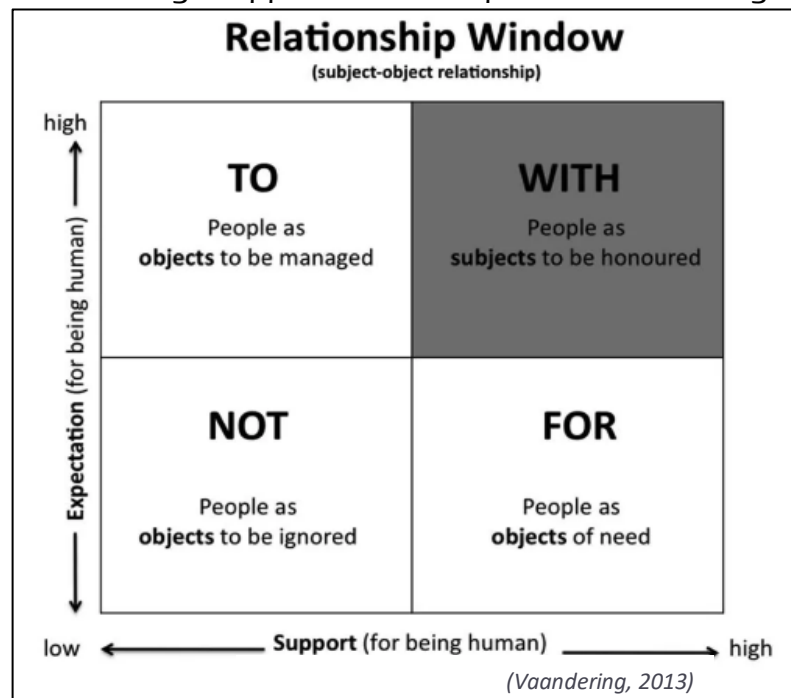 Relationship Window
(subject-object relationship)
high
TO
People as
objects to be managed
WITH
People as
subjects to be honoured
Expectation (for being human)
NOT
People as
objects to be ignored
FOR
People as
objects of need
low
Support (for being human)
high
(Vaandering, 2013)